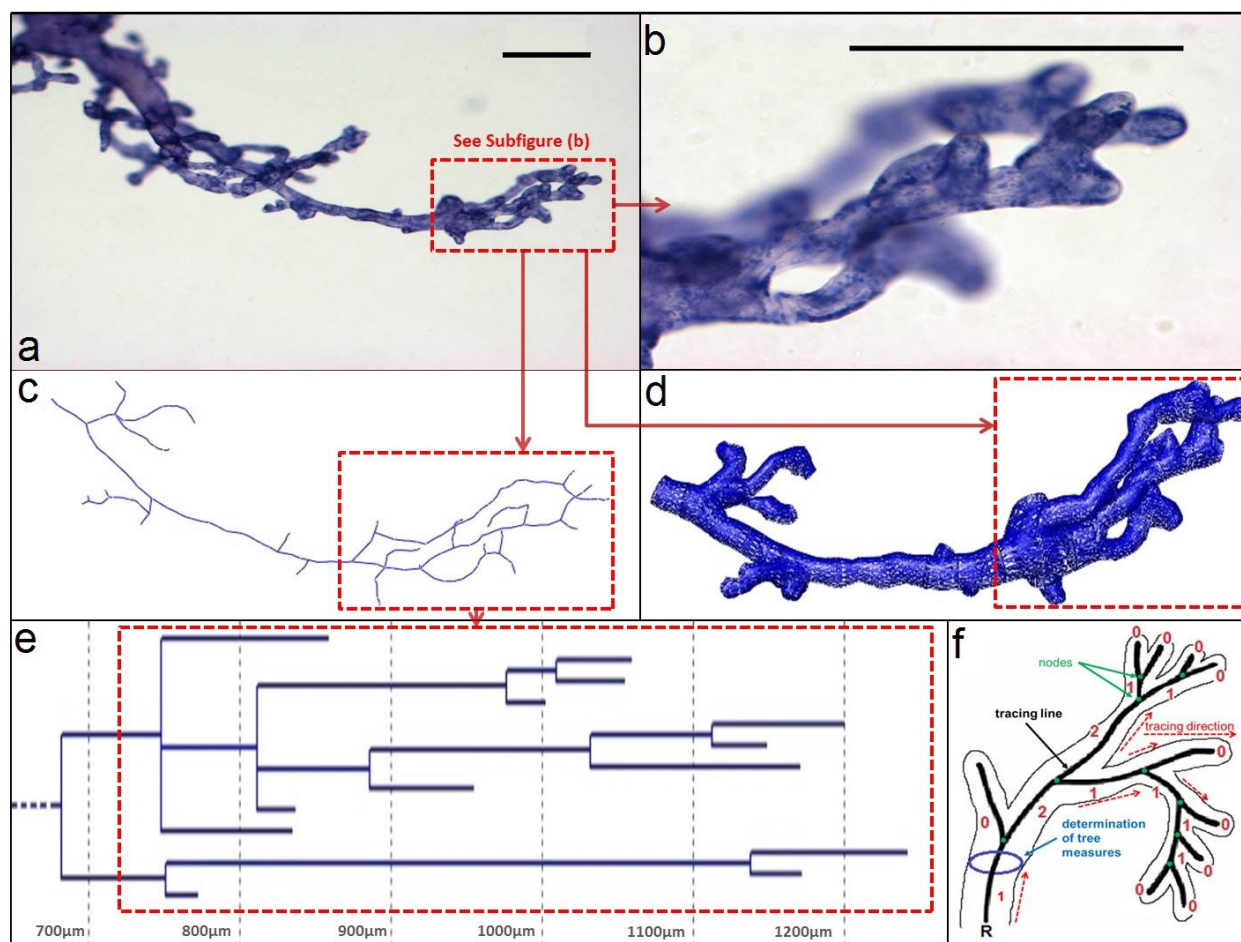 a
See Subfigure (b)
b
c
d
e
700µm
800µm
900µm
1000µm
1100µm
1200µm
f
0
0
0
0
nodes
1
1
tracing line
2
tracing direction
0
1
1
2
0
1
0
determination
of tree
measures
1
0
0
0
1
R